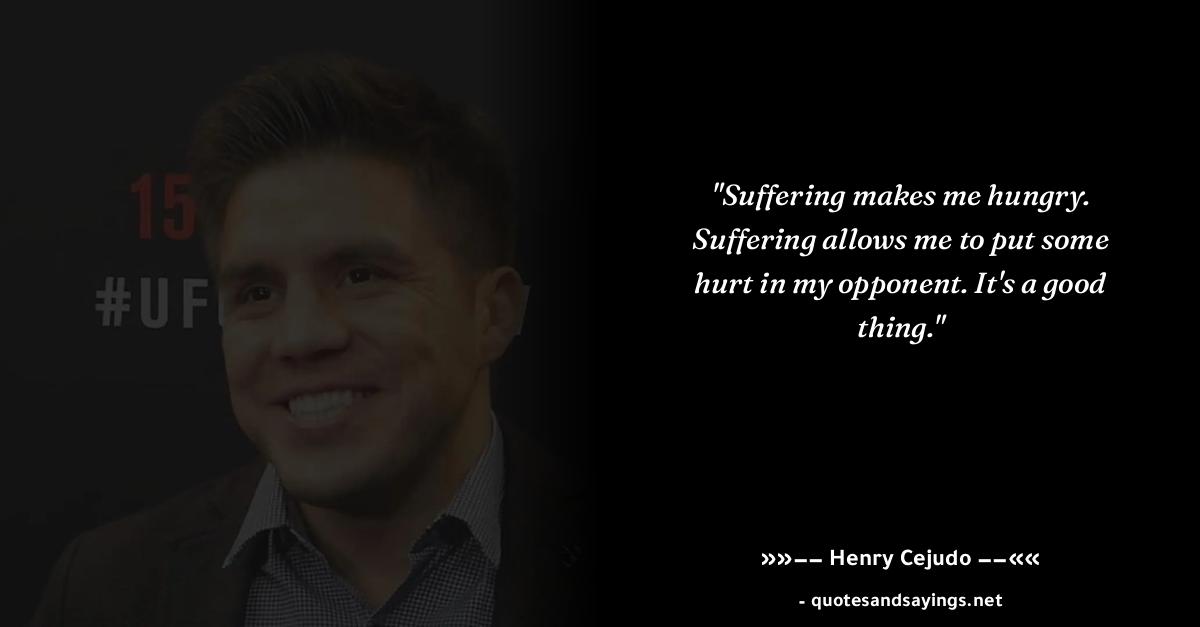 15
#UF
"Suffering makes me hungry.
Suffering allows me to put some
hurt in my opponent. It's a good
thing."
»»–– Henry Cejudo ––««
- quotesandsayings.net